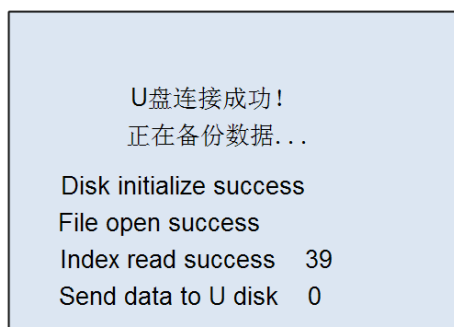 U盘连接成功！
正在备份数据...
Disk initialize success
File open success
Index read success 39
Send data to U disk 0